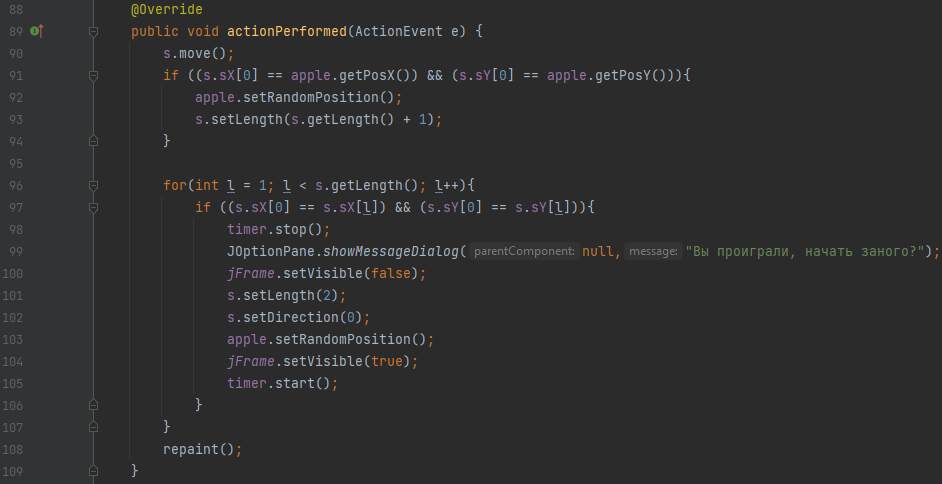 88 @Override
89 public void actionPerformed(ActionEvent e) {
90 s.move();
91 if ((s.sX[0] == apple.getPosX()) && (s.sY[0] == apple.getPosY())){
92 apple.setRandomPosition();
93 s.setLength(s.getLength() + 1);
94 }
95
96 for(int l = 1; l < s.getLength(); l++){
97 if ((s.sX[0] == s.sX[l]) && (s.sY[0] == s.sY[l])){
98 timer.stop();
99 JOptionPane.showMessageDialog( parentComponent: null, message: "Вы проиграли, начать заного?");
100 jFrame.setVisible(false);
101 s.setLength(2);
102 s.setDirection(0);
103 apple.setRandomPosition();
104 jFrame.setVisible(true);
105 timer.start();
106 }
107 }
108 repaint();
109 }